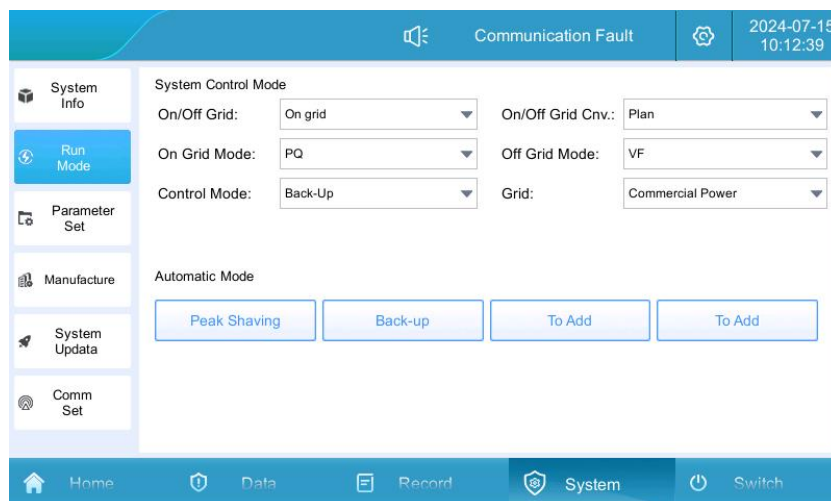 Communication Fault
2024-07-15
10:12:39
System
Info
Run
Mode
Parameter
Set
Manufacture
System
Updata
Comm
Set
System Control Mode
On/Off Grid: On grid On/Off Grid Cnv.: Plan
On Grid Mode: PQ Off Grid Mode: VF
Control Mode: Back-Up Grid: Commercial Power
Automatic Mode
Peak Shaving Back-up To Add To Add
Home Data Record System Switch